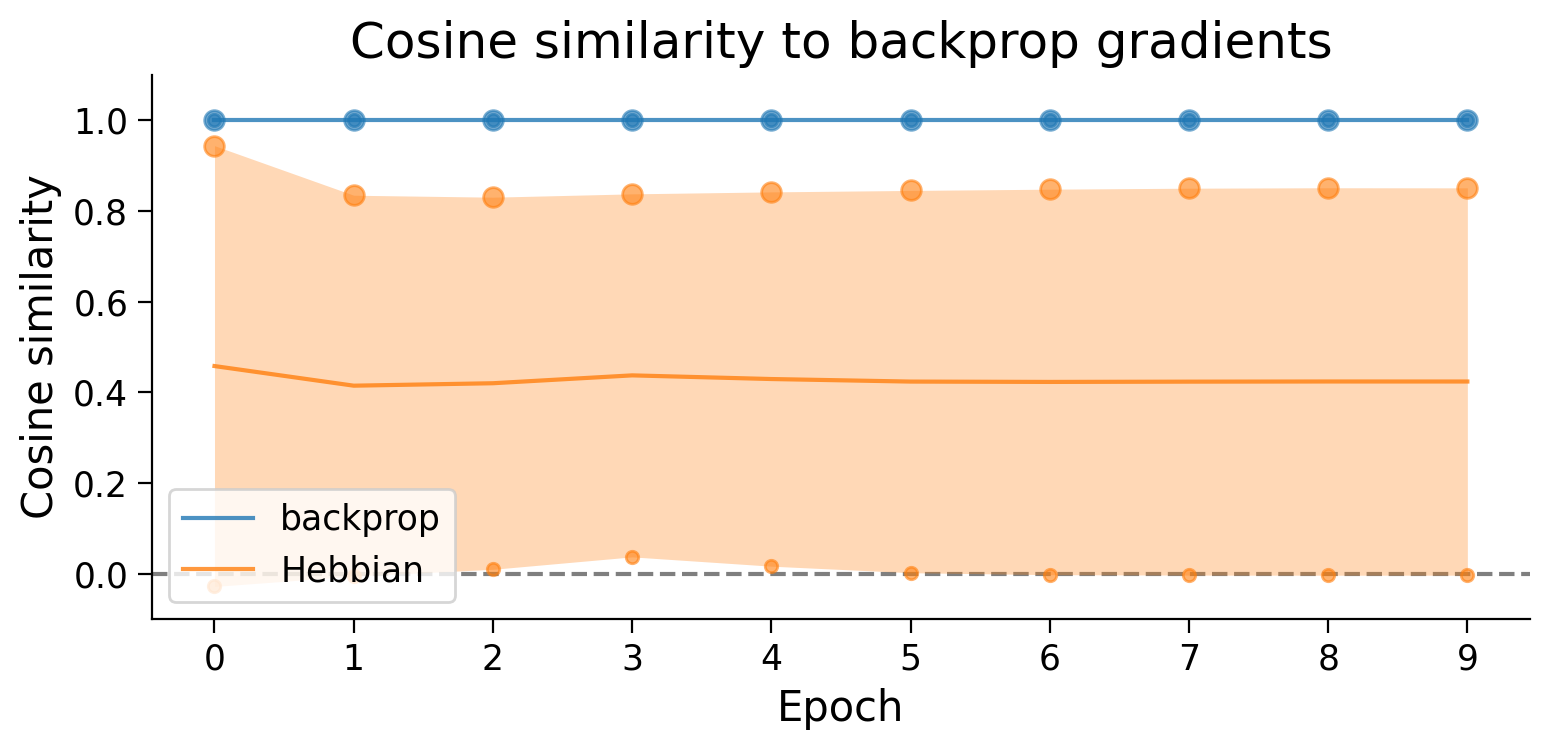 Cosine similarity to backprop gradients
Cosine similarity
1.0
0.8
0.6
0.4
0.2
0.0
backprop
Hebbian
0 1 2 3 4 5 6 7 8 9
Epoch